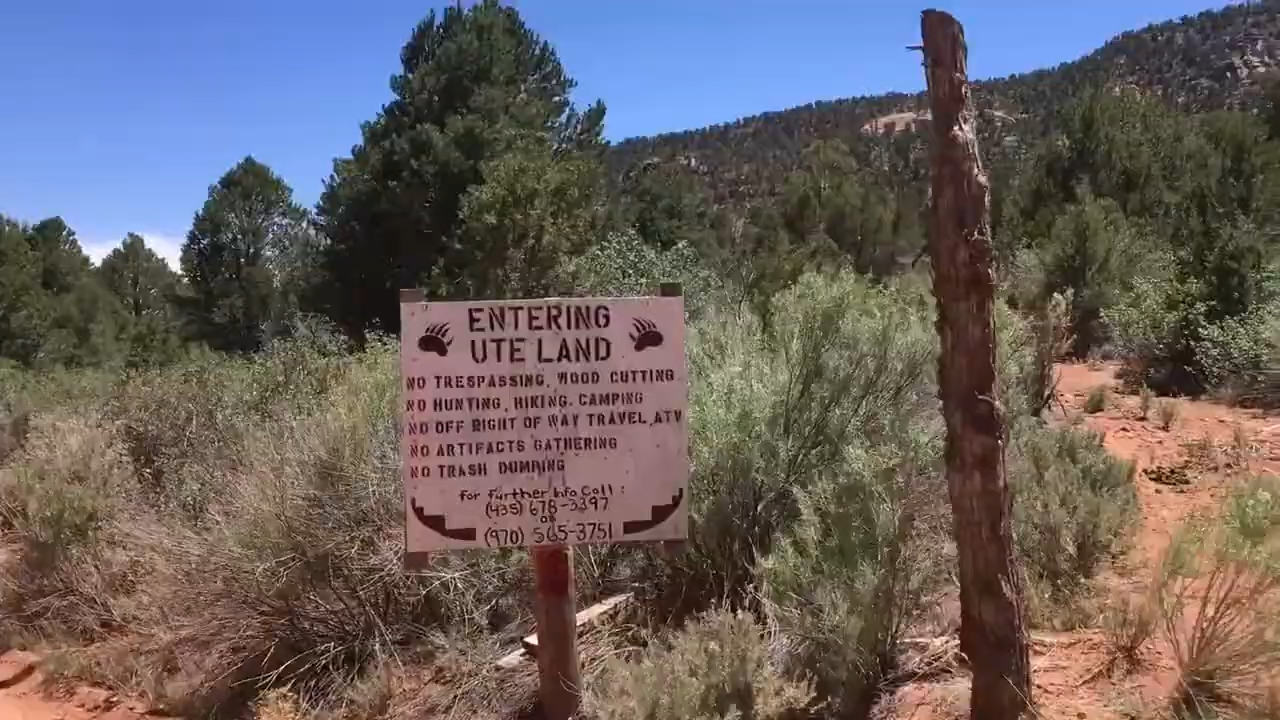 ENTERING
UTE LAND
NO TRESPASSING, WOOD CUTTING
NO HUNTING, HIKING, CAMPING
NO OFF RIGHT OF WAY TRAVEL, ATV
NO ARTIFACTS GATHERING
NO TRASH DUMPING
for Further Info Call:
(435) 678-3397
or
(970) 565-3751